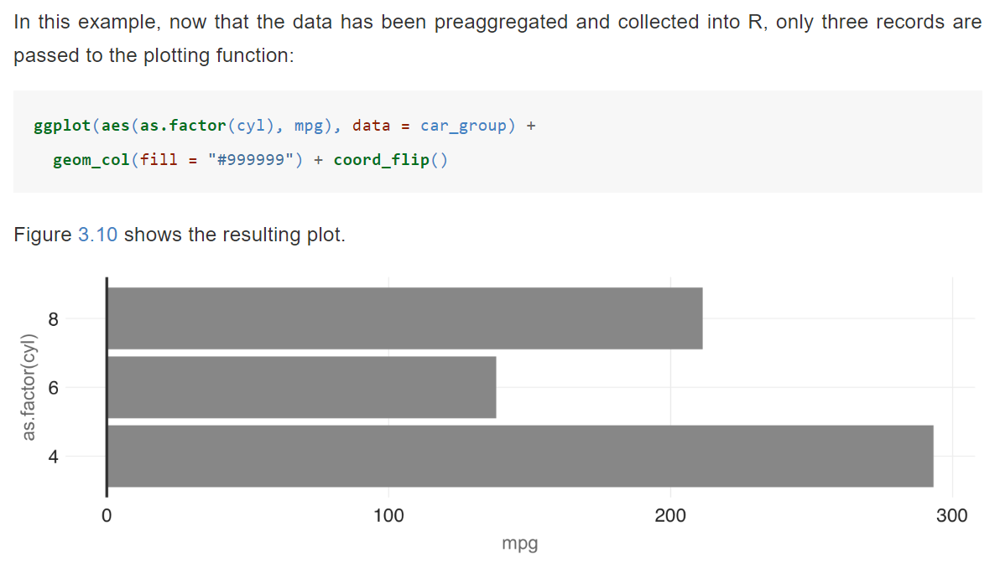 In this example, now that the data has been preaggregated and collected into R, only three records are
passed to the plotting function:
ggplot(aes(as.factor(cyl), mpg), data = car_group) +
  geom_col(fill = "#999999") + coord_flip()
Figure 3.10 shows the resulting plot.
as.factor(cyl)
8
6
4
0 100 200 300
mpg